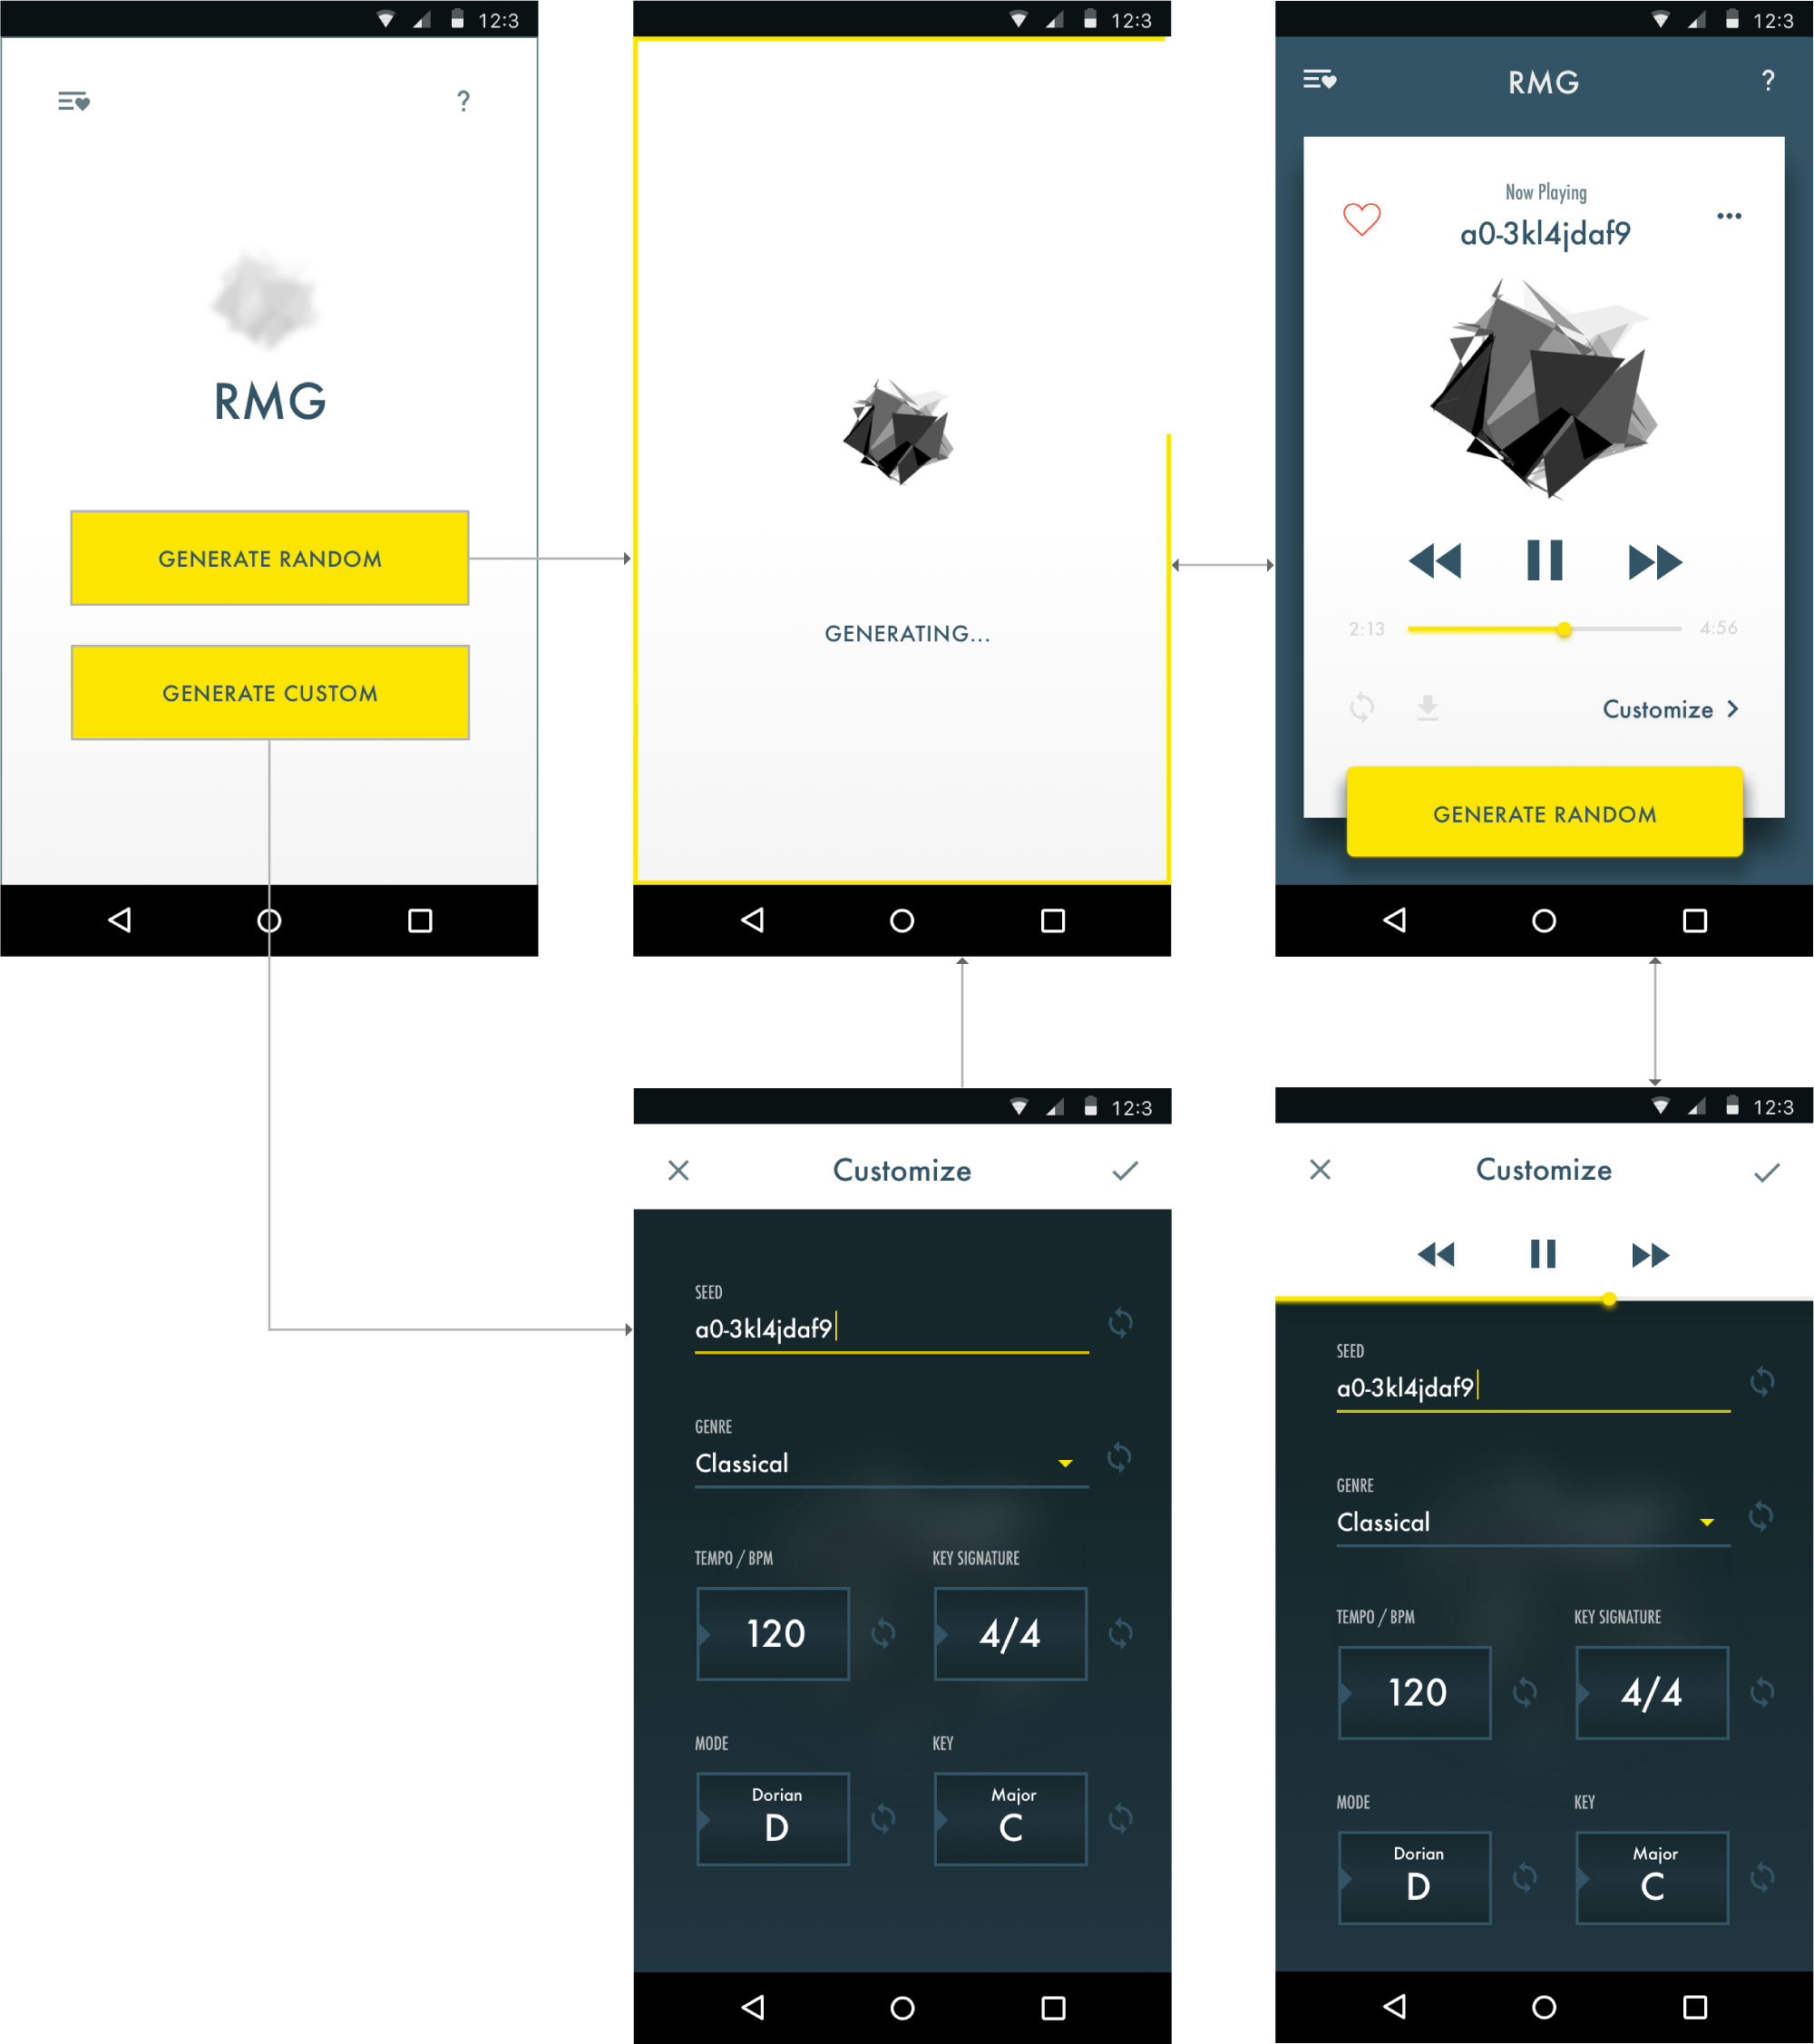 12:3
?
RMG
GENERATE RANDOM
GENERATE CUSTOM
12:3
GENERATING...
12:3
RMG
?
Now Playing
a0-3kl4jdaf9
2:13
4:56
Customize
GENERATE RANDOM
12:3
Customize
SEED
a0-3kl4jdaf9
GENRE
Classical
TEMPO / BPM
KEY SIGNATURE
120
4/4
MODE
KEY
Dorian
D
Major
C
12:3
Customize
SEED
a0-3kl4jdaf9
GENRE
Classical
TEMPO / BPM
KEY SIGNATURE
120
4/4
MODE
KEY
Dorian
D
Major
C